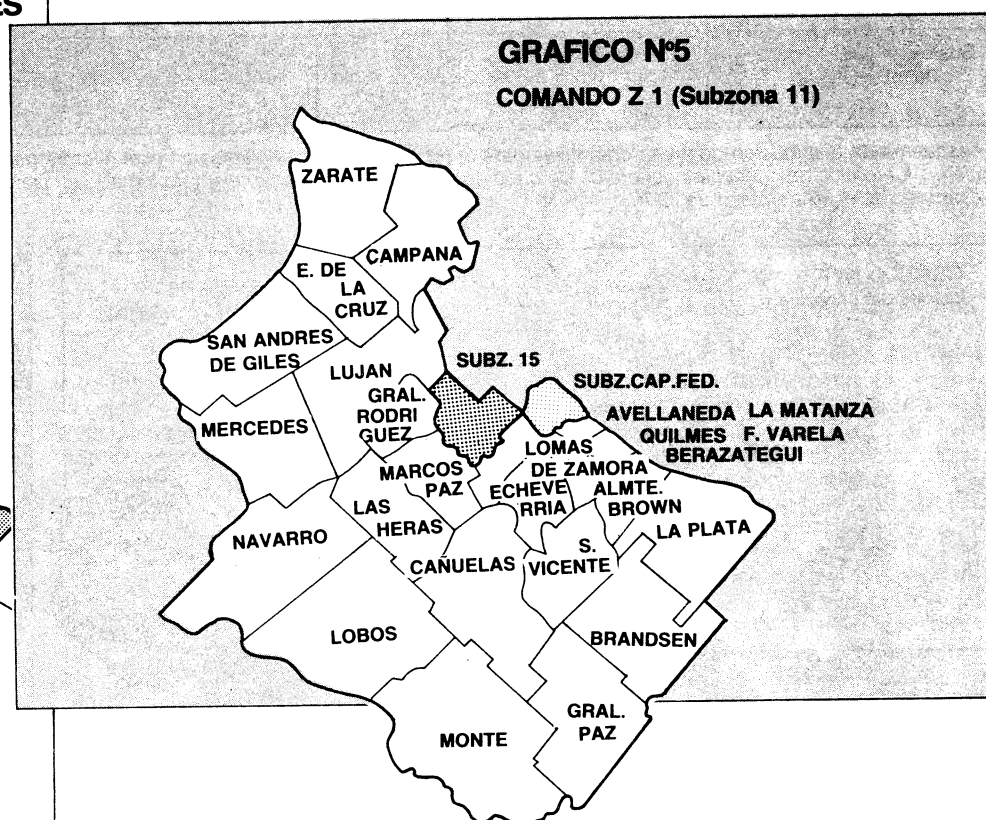 ES
GRAFICO Nº5
COMANDO Z 1 (Subzona 11)
ZARATE
CAMPANA
E. DE
LA
CRUZ
SAN ANDRES
DE GILES
LUJAN
SUBZ. 15
SUBZ.CAP.FED.
GRAL.
RODRI
GUEZ
MERCEDES
AVELLANEDA LA MATANZA
QUILMES F. VARELA
BERAZATEGUI
LOMAS
DE ZAMORA
MARCOS
PAZ
ECHEVE
RRIA
ALMTE.
BROWN
LAS
HERAS
LA PLATA
NAVARRO
CAÑUELAS
S.
VICENTE
LOBOS
BRANDSEN
GRAL.
PAZ
MONTE